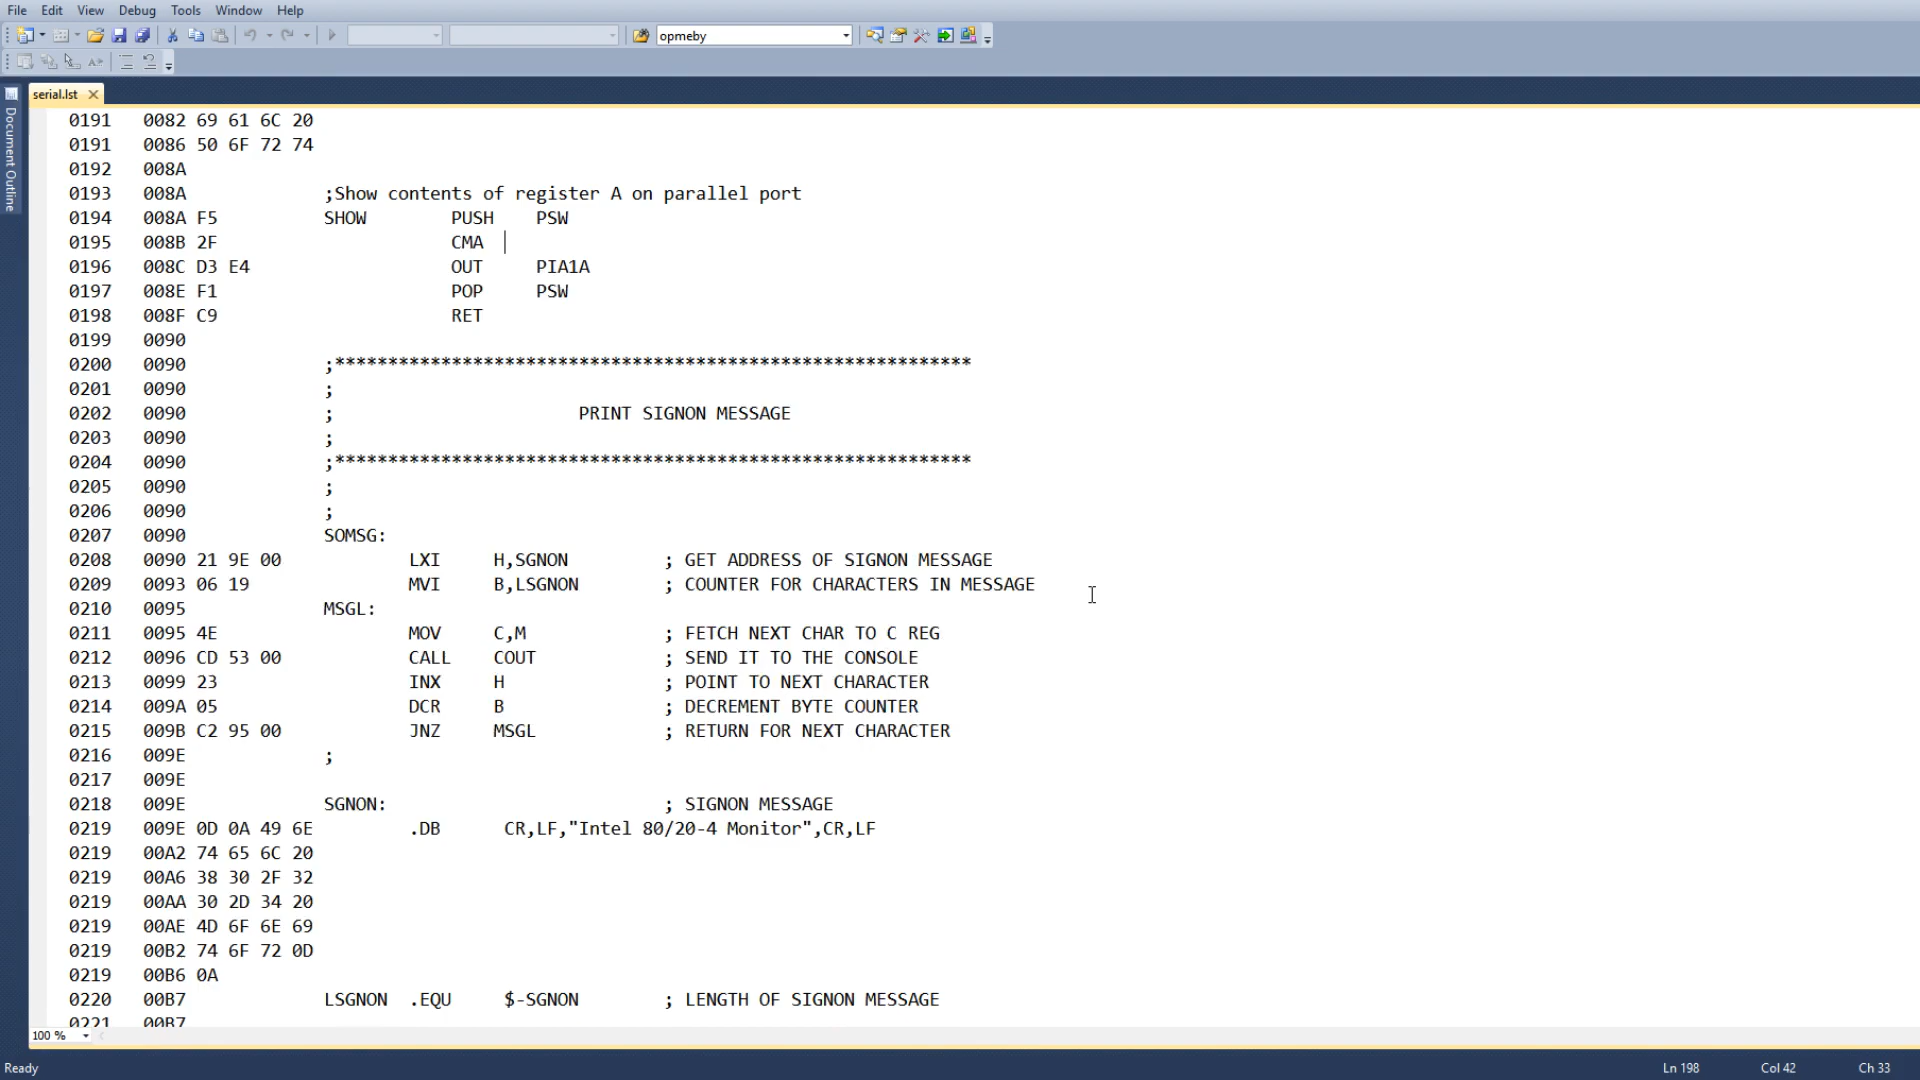 File Edit View Debug Tools Window Help
opmeby
serial.lst
Document Outline
0191 0082 69 61 6C 20
0191 0086 50 6F 72 74
0192 008A
0193 008A ;Show contents of register A on parallel port
0194 008A F5 SHOW PUSH PSW
0195 008B 2F CMA
0196 008C D3 E4 OUT PIA1A
0197 008E F1 POP PSW
0198 008F C9 RET
0199 0090
0200 0090 ;************************************************************
0201 0090 ;
0202 0090 ; PRINT SIGNON MESSAGE
0203 0090 ;
0204 0090 ;************************************************************
0205 0090 ;
0206 0090 ;
0207 0090 SOMSG:
0208 0090 21 9E 00 LXI H,SGNON ; GET ADDRESS OF SIGNON MESSAGE
0209 0093 06 19 MVI B,LSGNON ; COUNTER FOR CHARACTERS IN MESSAGE
0210 0095 MSGL:
0211 0095 4E MOV C,M ; FETCH NEXT CHAR TO C REG
0212 0096 CD 53 00 CALL COUT ; SEND IT TO THE CONSOLE
0213 0099 23 INX H ; POINT TO NEXT CHARACTER
0214 009A 05 DCR B ; DECREMENT BYTE COUNTER
0215 009B C2 95 00 JNZ MSGL ; RETURN FOR NEXT CHARACTER
0216 009E ;
0217 009E
0218 009E SGNON: ; SIGNON MESSAGE
0219 009E 0D 0A 49 6E .DB CR,LF,"Intel 80/20-4 Monitor",CR,LF
0219 00A2 74 65 6C 20
0219 00A6 38 30 2F 32
0219 00AA 30 2D 34 20
0219 00AE 4D 6F 6E 69
0219 00B2 74 6F 72 0D
0219 00B6 0A
0220 00B7 LSGNON .EQU $-SGNON ; LENGTH OF SIGNON MESSAGE
0221 00B7
100 %
Ready Ln 198 Col 42 Ch 33